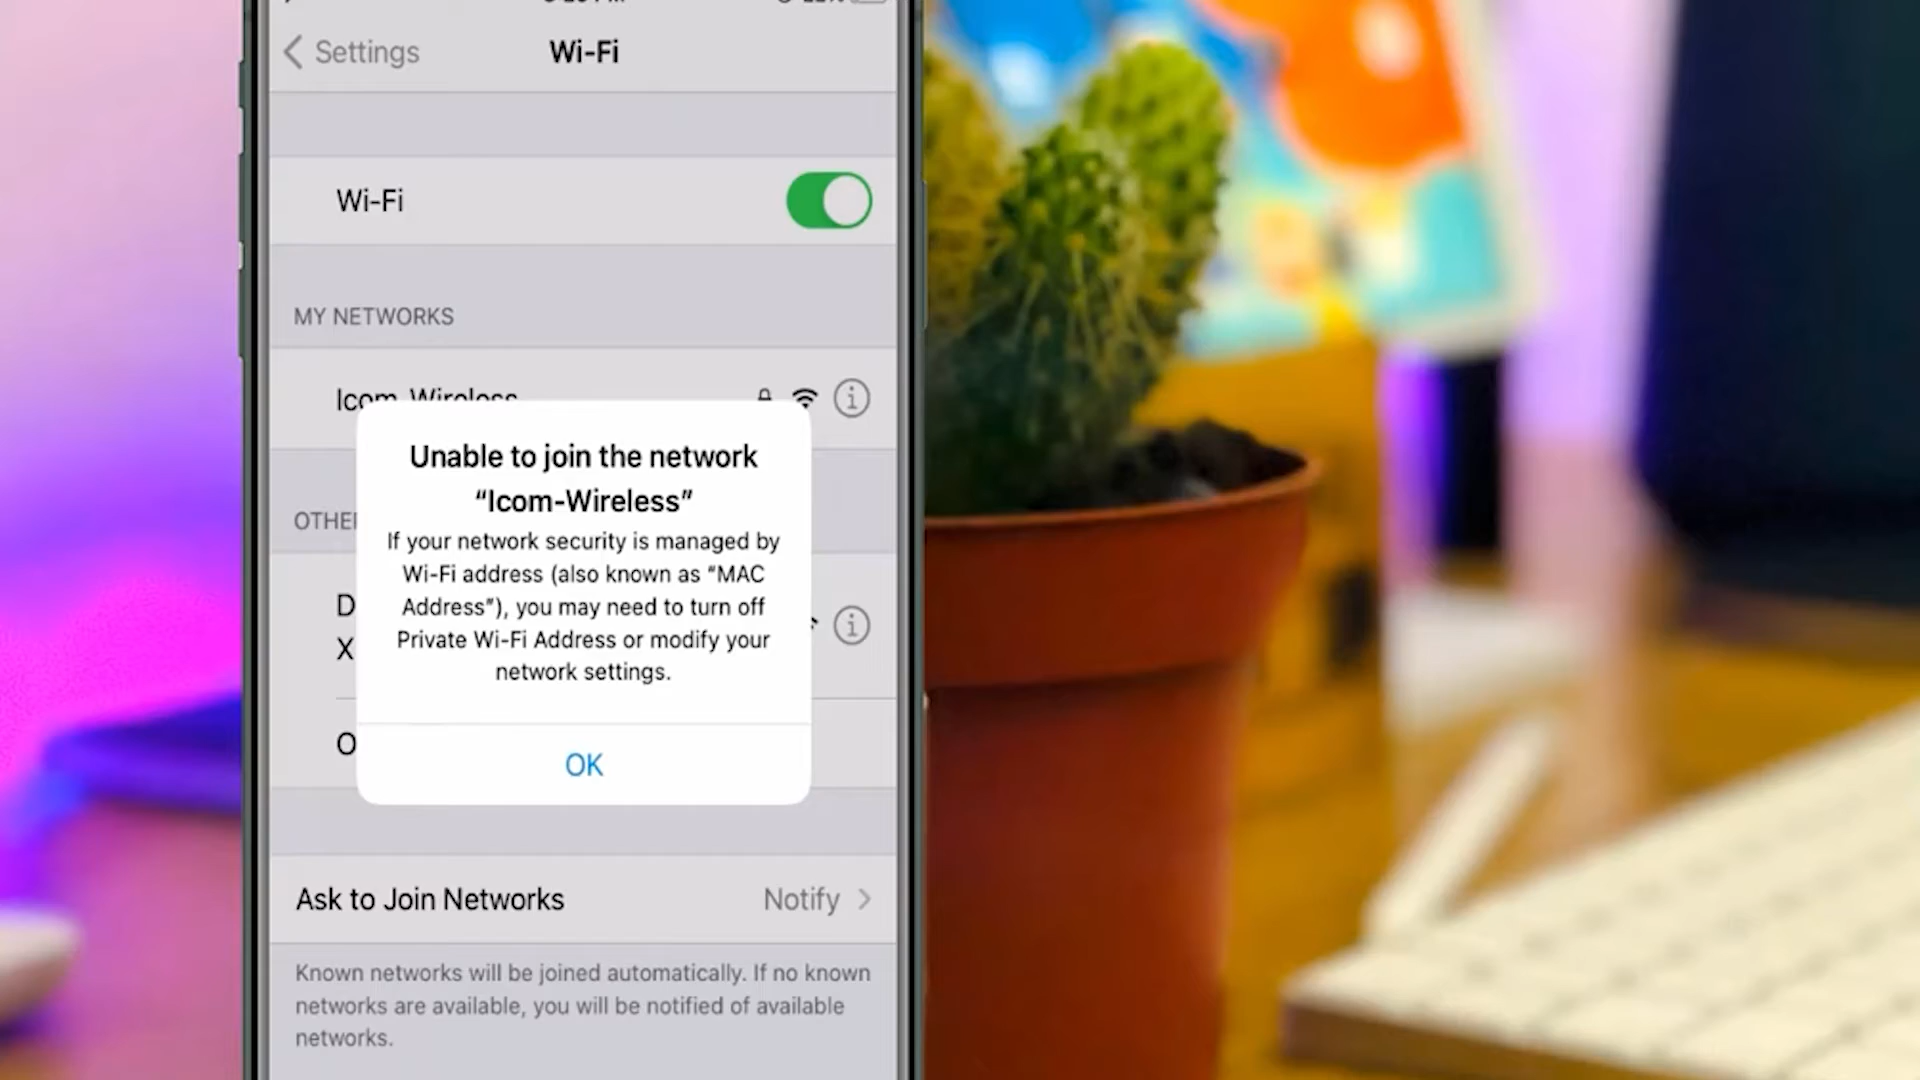 Settings
Wi-Fi
Wi-Fi
MY NETWORKS
Icom-Wireless
Unable to join the network
“Icom-Wireless”
If your network security is managed by
Wi-Fi address (also known as “MAC
Address”), you may need to turn off
Private Wi-Fi Address or modify your
network settings.
OK
Ask to Join Networks
Notify
Known networks will be joined automatically. If no known
networks are available, you will be notified of available
networks.